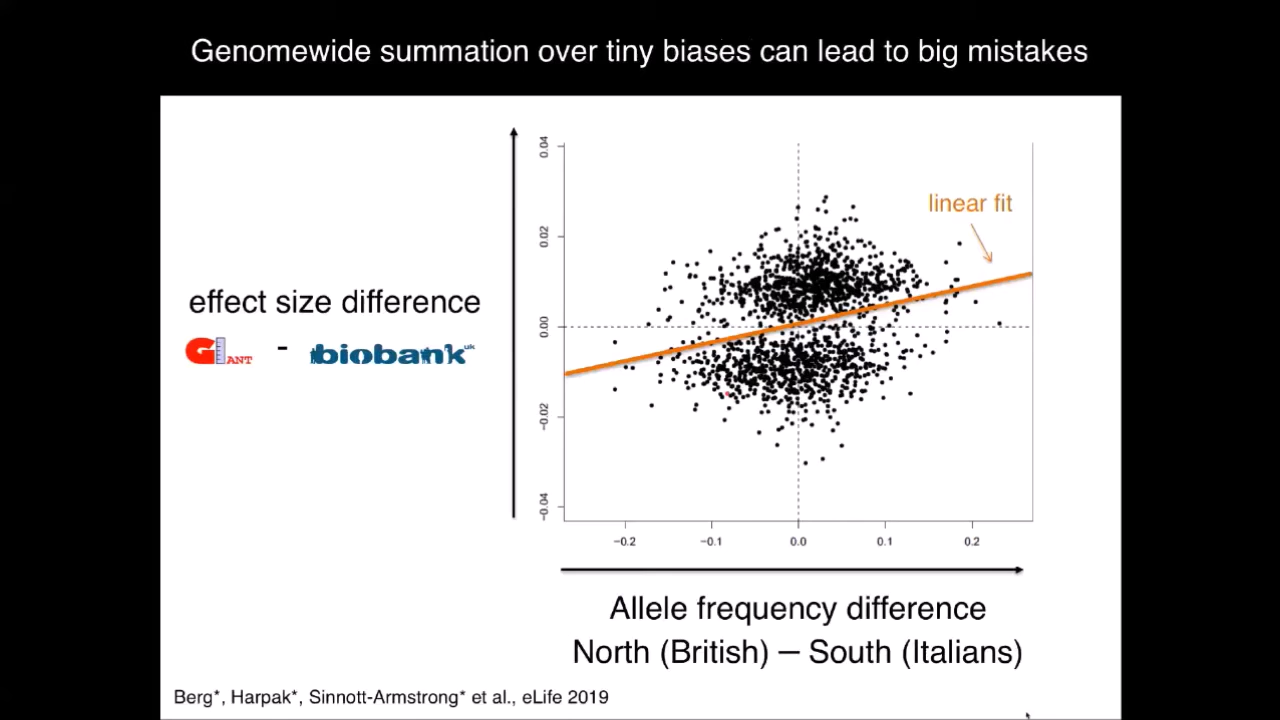 Genomewide summation over tiny biases can lead to big mistakes
0.04
0.02
0.00
−0.02
−0.04
linear fit
effect size difference
GIANT - biobank uk
−0.2 −0.1 0.0 0.1 0.2
Allele frequency difference
North (British) − South (Italians)
Berg*, Harpak*, Sinnott-Armstrong* et al., eLife 2019